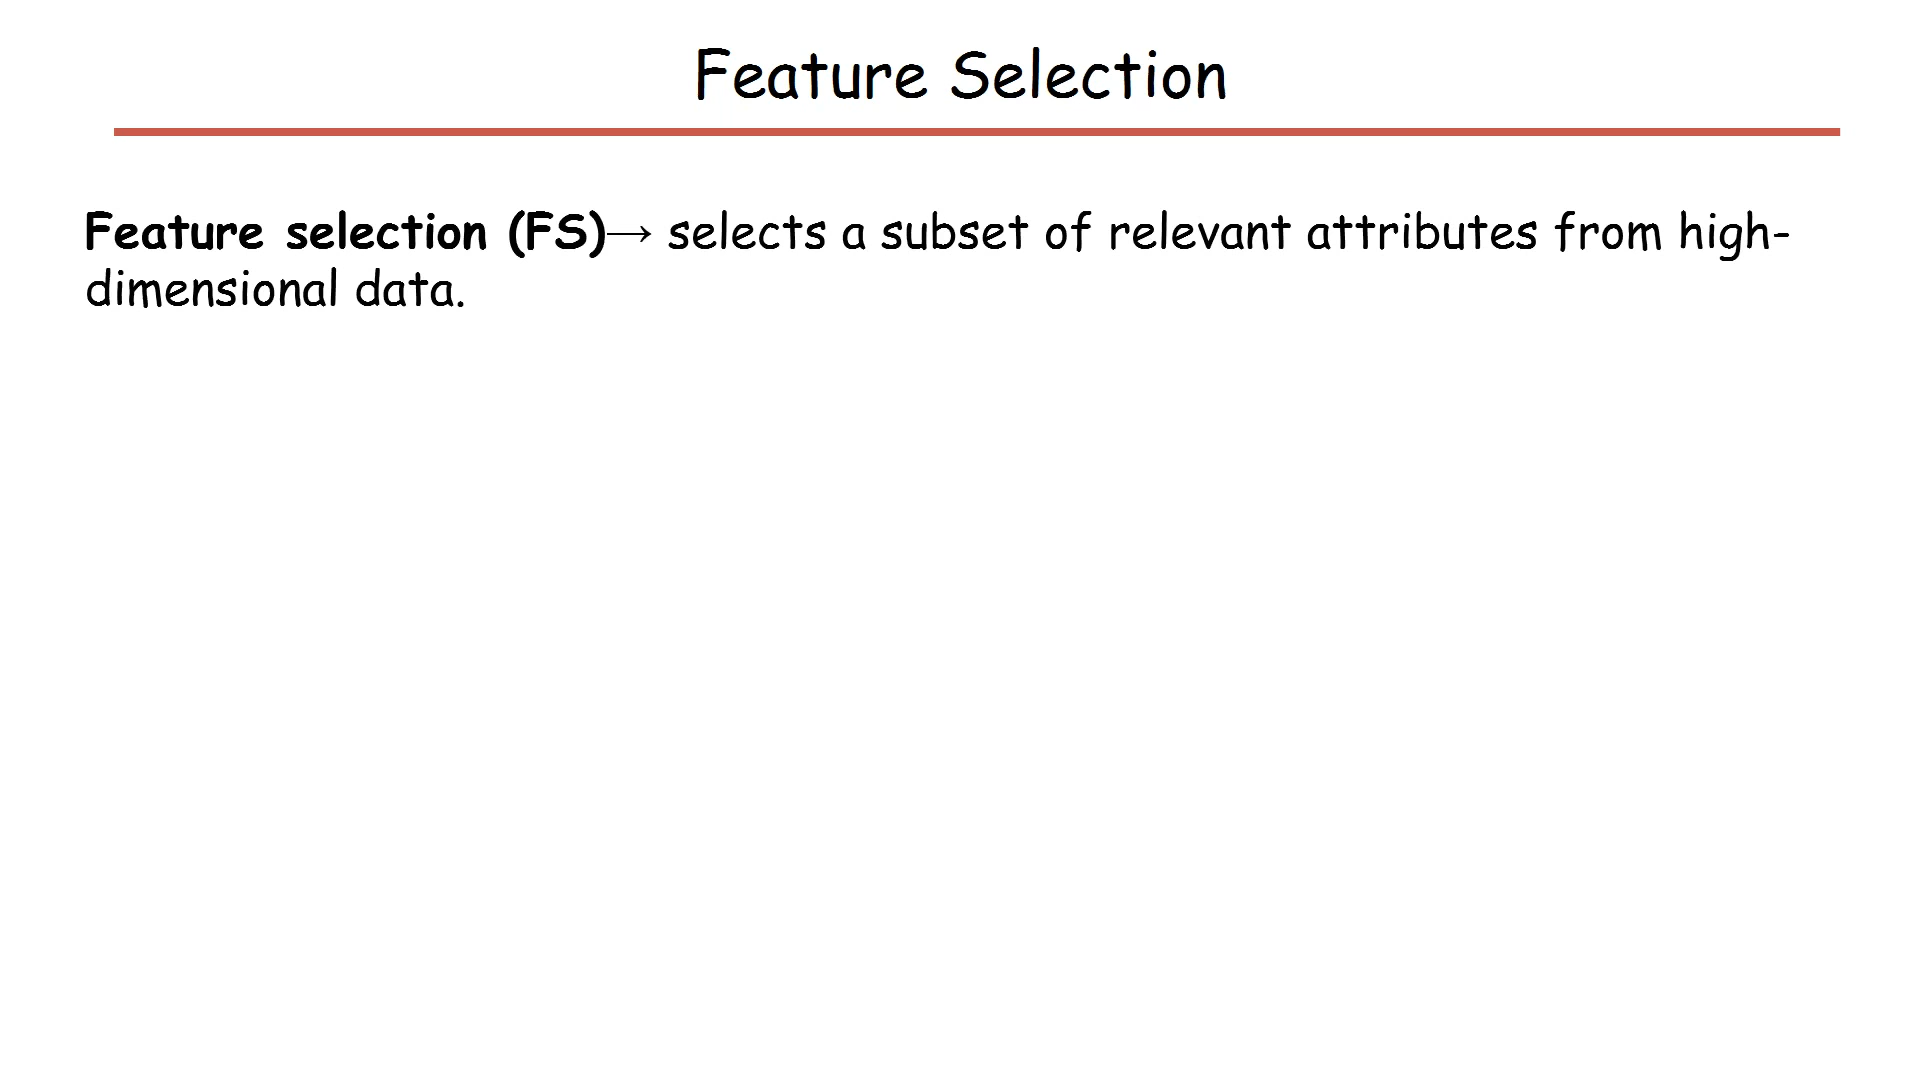 Feature Selection
Feature selection (FS)→ selects a subset of relevant attributes from high-
dimensional data.